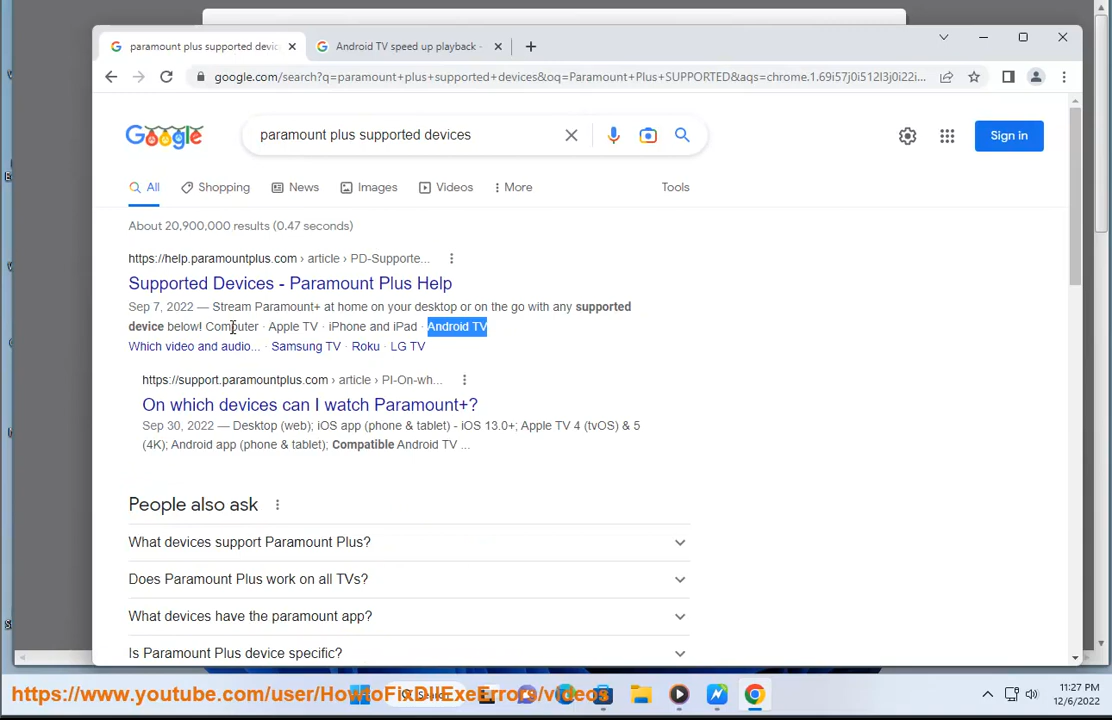 paramount plus supported devic
Android TV speed up playback -
google.com/search?q=paramount+plus+supported+devices&oq=Paramount+Plus+SUPPORTED&aqs=chrome.1.69i57j0i512l3j0i22i...
Google
paramount plus supported devices
Sign in
All
Shopping
News
Images
Videos
More
Tools
About 20,900,000 results (0.47 seconds)
https://help.paramountplus.com › article › PD-Supporte...
Supported Devices - Paramount Plus Help
Sep 7, 2022 — Stream Paramount+ at home on your desktop or on the go with any supported
device below! Computer · Apple TV · iPhone and iPad · Android TV
Which video and audio... · Samsung TV · Roku · LG TV
https://support.paramountplus.com › article › PI-On-wh...
On which devices can I watch Paramount+?
Sep 30, 2022 — Desktop (web); iOS app (phone & tablet) - iOS 13.0+; Apple TV 4 (tvOS) & 5
(4K); Android app (phone & tablet); Compatible Android TV ...
People also ask
What devices support Paramount Plus?
Does Paramount Plus work on all TVs?
What devices have the paramount app?
Is Paramount Plus device specific?
https://www.youtube.com/user/HowtoFixExeErrors/videos
11:27 PM
12/6/2022